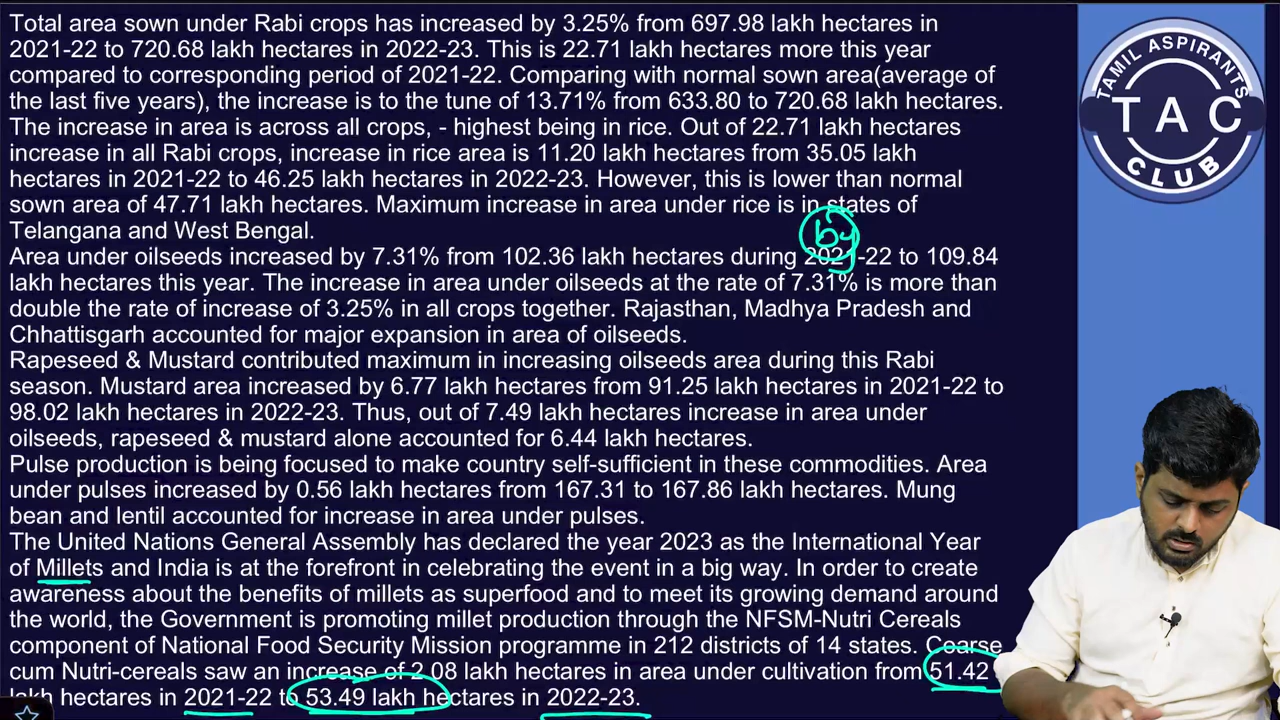 Total area sown under Rabi crops has increased by 3.25% from 697.98 lakh hectares in
2021-22 to 720.68 lakh hectares in 2022-23. This is 22.71 lakh hectares more this year
compared to corresponding period of 2021-22. Comparing with normal sown area(average of
the last five years), the increase is to the tune of 13.71% from 633.80 to 720.68 lakh hectares.
The increase in area is across all crops, - highest being in rice. Out of 22.71 lakh hectares
increase in all Rabi crops, increase in rice area is 11.20 lakh hectares from 35.05 lakh
hectares in 2021-22 to 46.25 lakh hectares in 2022-23. However, this is lower than normal
sown area of 47.71 lakh hectares. Maximum increase in area under rice is in states of
Telangana and West Bengal.
by
Area under oilseeds increased by 7.31% from 102.36 lakh hectares during 2021-22 to 109.84
lakh hectares this year. The increase in area under oilseeds at the rate of 7.31% is more than
double the rate of increase of 3.25% in all crops together. Rajasthan, Madhya Pradesh and
Chhattisgarh accounted for major expansion in area of oilseeds.
Rapeseed & Mustard contributed maximum in increasing oilseeds area during this Rabi
season. Mustard area increased by 6.77 lakh hectares from 91.25 lakh hectares in 2021-22 to
98.02 lakh hectares in 2022-23. Thus, out of 7.49 lakh hectares increase in area under
oilseeds, rapeseed & mustard alone accounted for 6.44 lakh hectares.
Pulse production is being focused to make country self-sufficient in these commodities. Area
under pulses increased by 0.56 lakh hectares from 167.31 to 167.86 lakh hectares. Mung
bean and lentil accounted for increase in area under pulses.
The United Nations General Assembly has declared the year 2023 as the International Year
of Millets and India is at the forefront in celebrating the event in a big way. In order to create
awareness about the benefits of millets as superfood and to meet its growing demand around
the world, the Government is promoting millet production through the NFSM-Nutri Cereals
component of National Food Security Mission programme in 212 districts of 14 states. Coarse
cum Nutri-cereals saw an increase of 2.08 lakh hectares in area under cultivation from 51.42
lakh hectares in 2021-22 to 53.49 lakh hectares in 2022-23.
TAMIL ASPIRANTS
TAC
CLUB